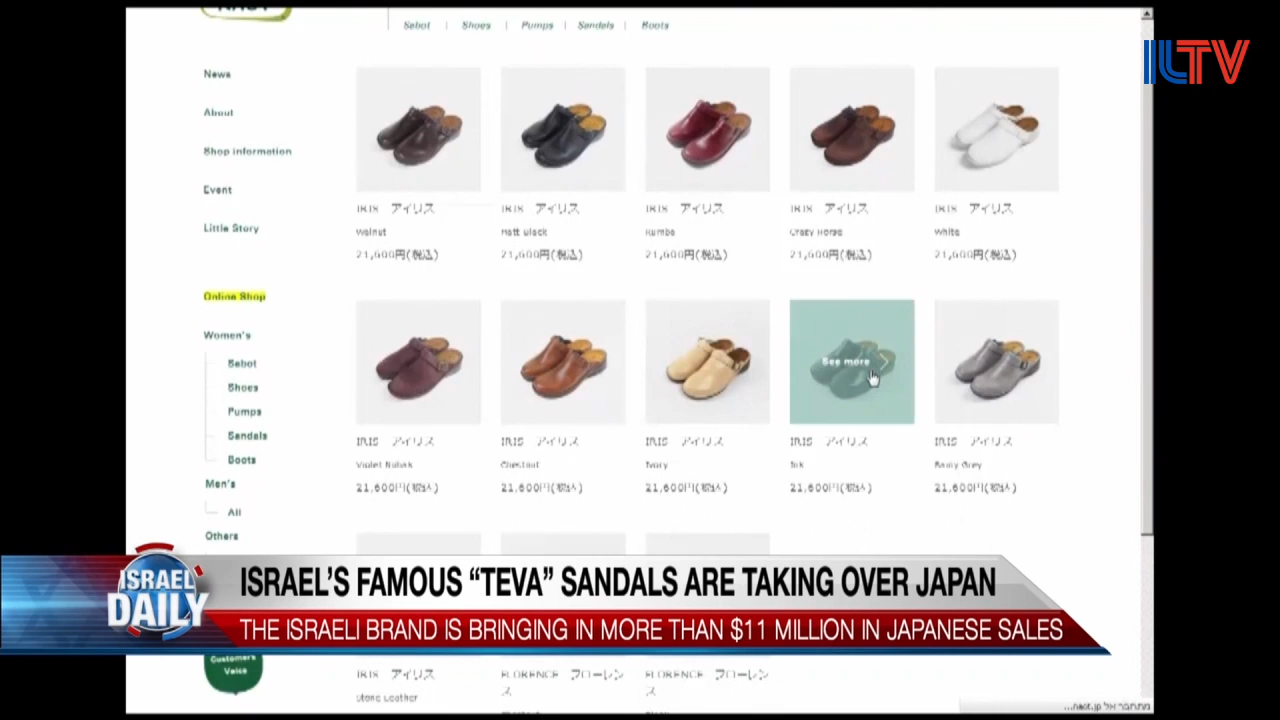 NAOT
Sabot | Shoes | Pumps | Sandals | Boots
ILTV
News
About
Shop information
Event
Little Story
Online Shop
Women's
Sabot
Shoes
Pumps
Sandals
Boots
Men's
All
Others
IRIS アイリス
Walnut
21,600円(税込)
IRIS アイリス
Matt Black
21,600円(税込)
IRIS アイリス
Rumba
21,600円(税込)
IRIS アイリス
Crazy Horse
21,600円(税込)
IRIS アイリス
White
21,600円(税込)
IRIS アイリス
Violet Nubuk
21,600円(税込)
IRIS アイリス
Chestnut
21,600円(税込)
IRIS アイリス
Ivory
21,600円(税込)
See more
IRIS アイリス
Ink
21,600円(税込)
IRIS アイリス
Rainy Grey
21,600円(税込)
ISRAEL DAILY
ISRAEL'S FAMOUS “TEVA” SANDALS ARE TAKING OVER JAPAN
THE ISRAELI BRAND IS BRINGING IN MORE THAN $11 MILLION IN JAPANESE SALES
Customer's
Voice
IRIS アイリス
Stone Leather
FLORENCE フローレン
ス
FLORENCE フローレン
ス
מתחבר אל naot.jp...